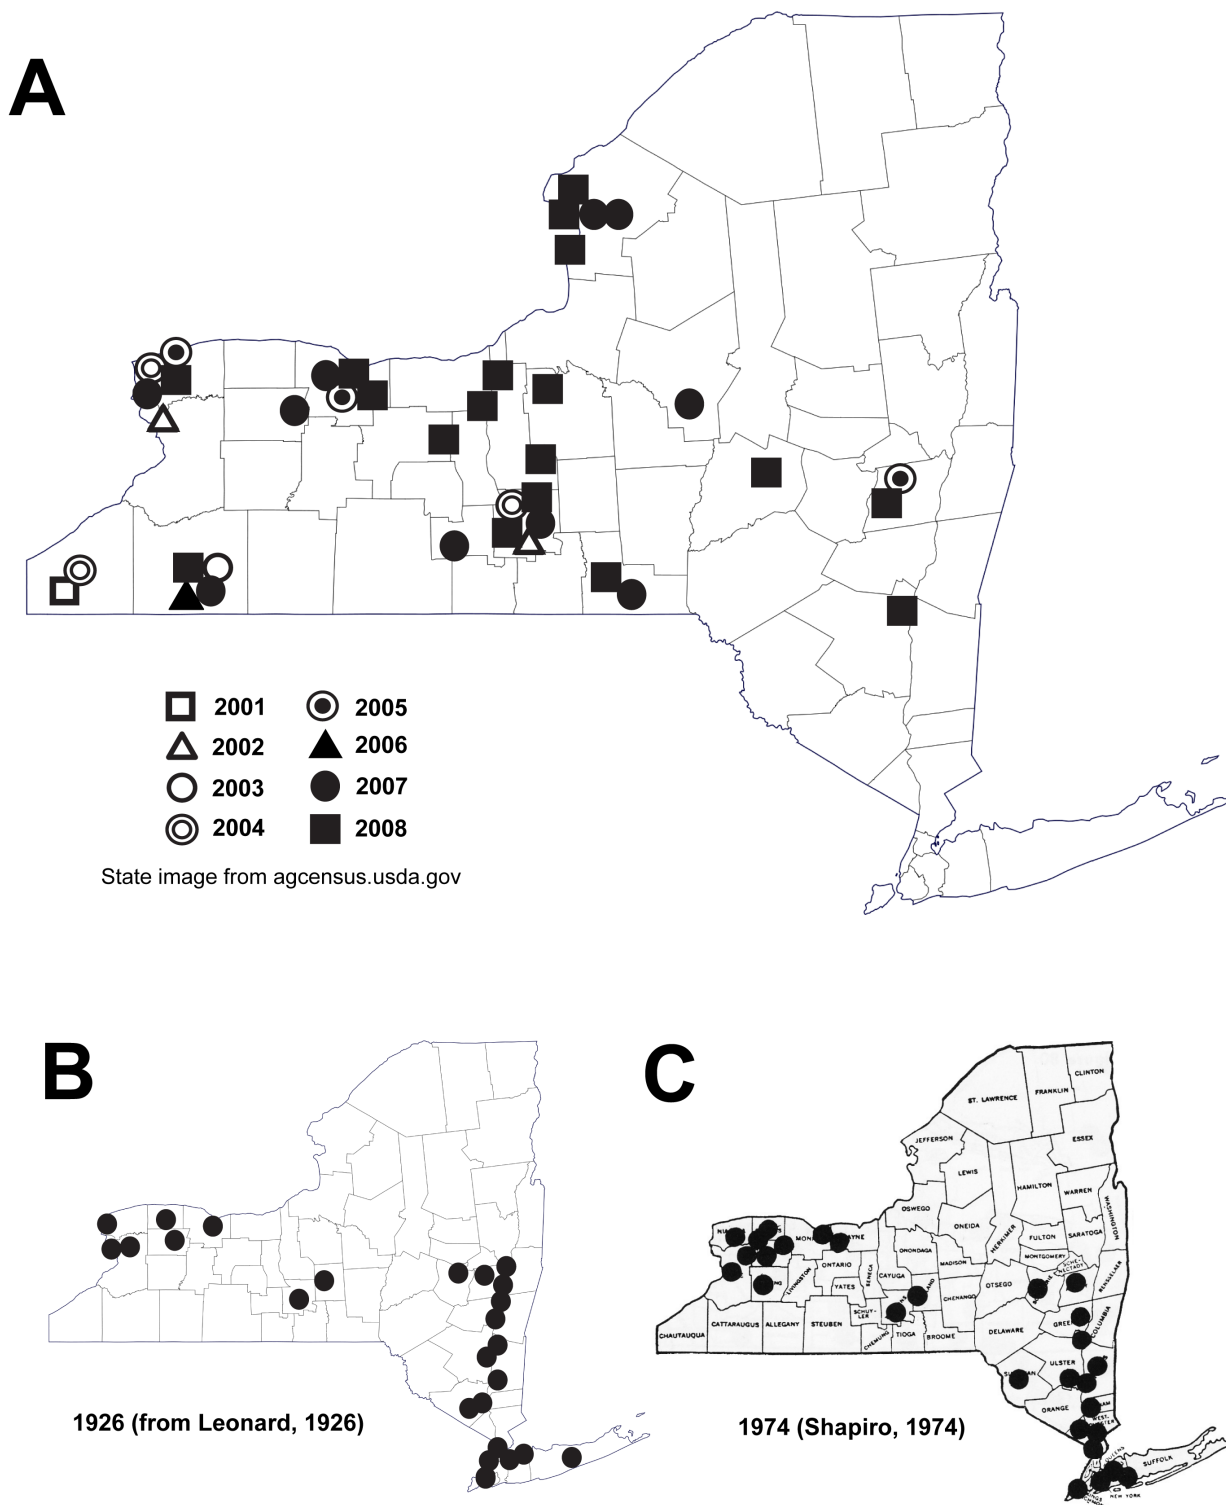 A
2001
2005
2002
2006
2003
2007
2004
2008
State image from agcensus.usda.gov
B
1926 (from Leonard, 1926)
C
CLINTON
FRANKLIN
ST. LAWRENCE
JEFFERSON
ESSEX
LEWIS
HAMILTON
WARREN
WASHINGTON
OSWEGO
ONEIDA
HERKIMER
FULTON
SARATOGA
MONTGOMERY
ONONDAGA
MADISON
ONTARIO
LIVINGSTON
YATES
SENECA
CAYUGA
CHENANGO
OTSEGO
RENSSELAER
CHAUTAUQUA
CATTARAUGUS
ALLEGANY
STEUBEN
SCHUY-
LER
CHEMUNG
TIOGA
BROOME
DELAWARE
COLUMBIA
ULSTER
ORANGE
SUFFOLK
NEW YORK
1974 (Shapiro, 1974)